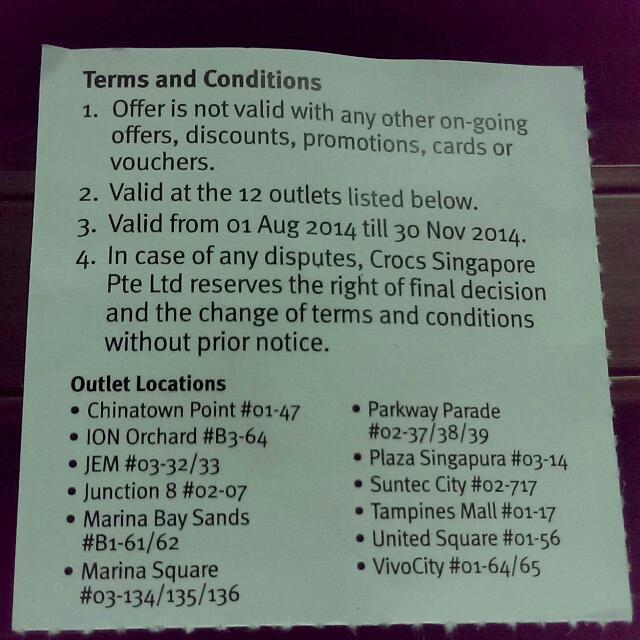 Terms and Conditions
1. Offer is not valid with any other on-going
offers, discounts, promotions, cards or
vouchers.
2. Valid at the 12 outlets listed below.
3. Valid from 01 Aug 2014 till 30 Nov 2014.
4. In case of any disputes, Crocs Singapore
Pte Ltd reserves the right of final decision
and the change of terms and conditions
without prior notice.
Outlet Locations
• Chinatown Point #01-47
• ION Orchard #B3-64
• JEM #03-32/33
• Junction 8 #02-07
• Marina Bay Sands
#B1-61/62
• Marina Square
#03-134/135/136
• Parkway Parade
#02-37/38/39
• Plaza Singapura #03-14
• Suntec City #02-717
• Tampines Mall #01-17
• United Square #01-56
• VivoCity #01-64/65